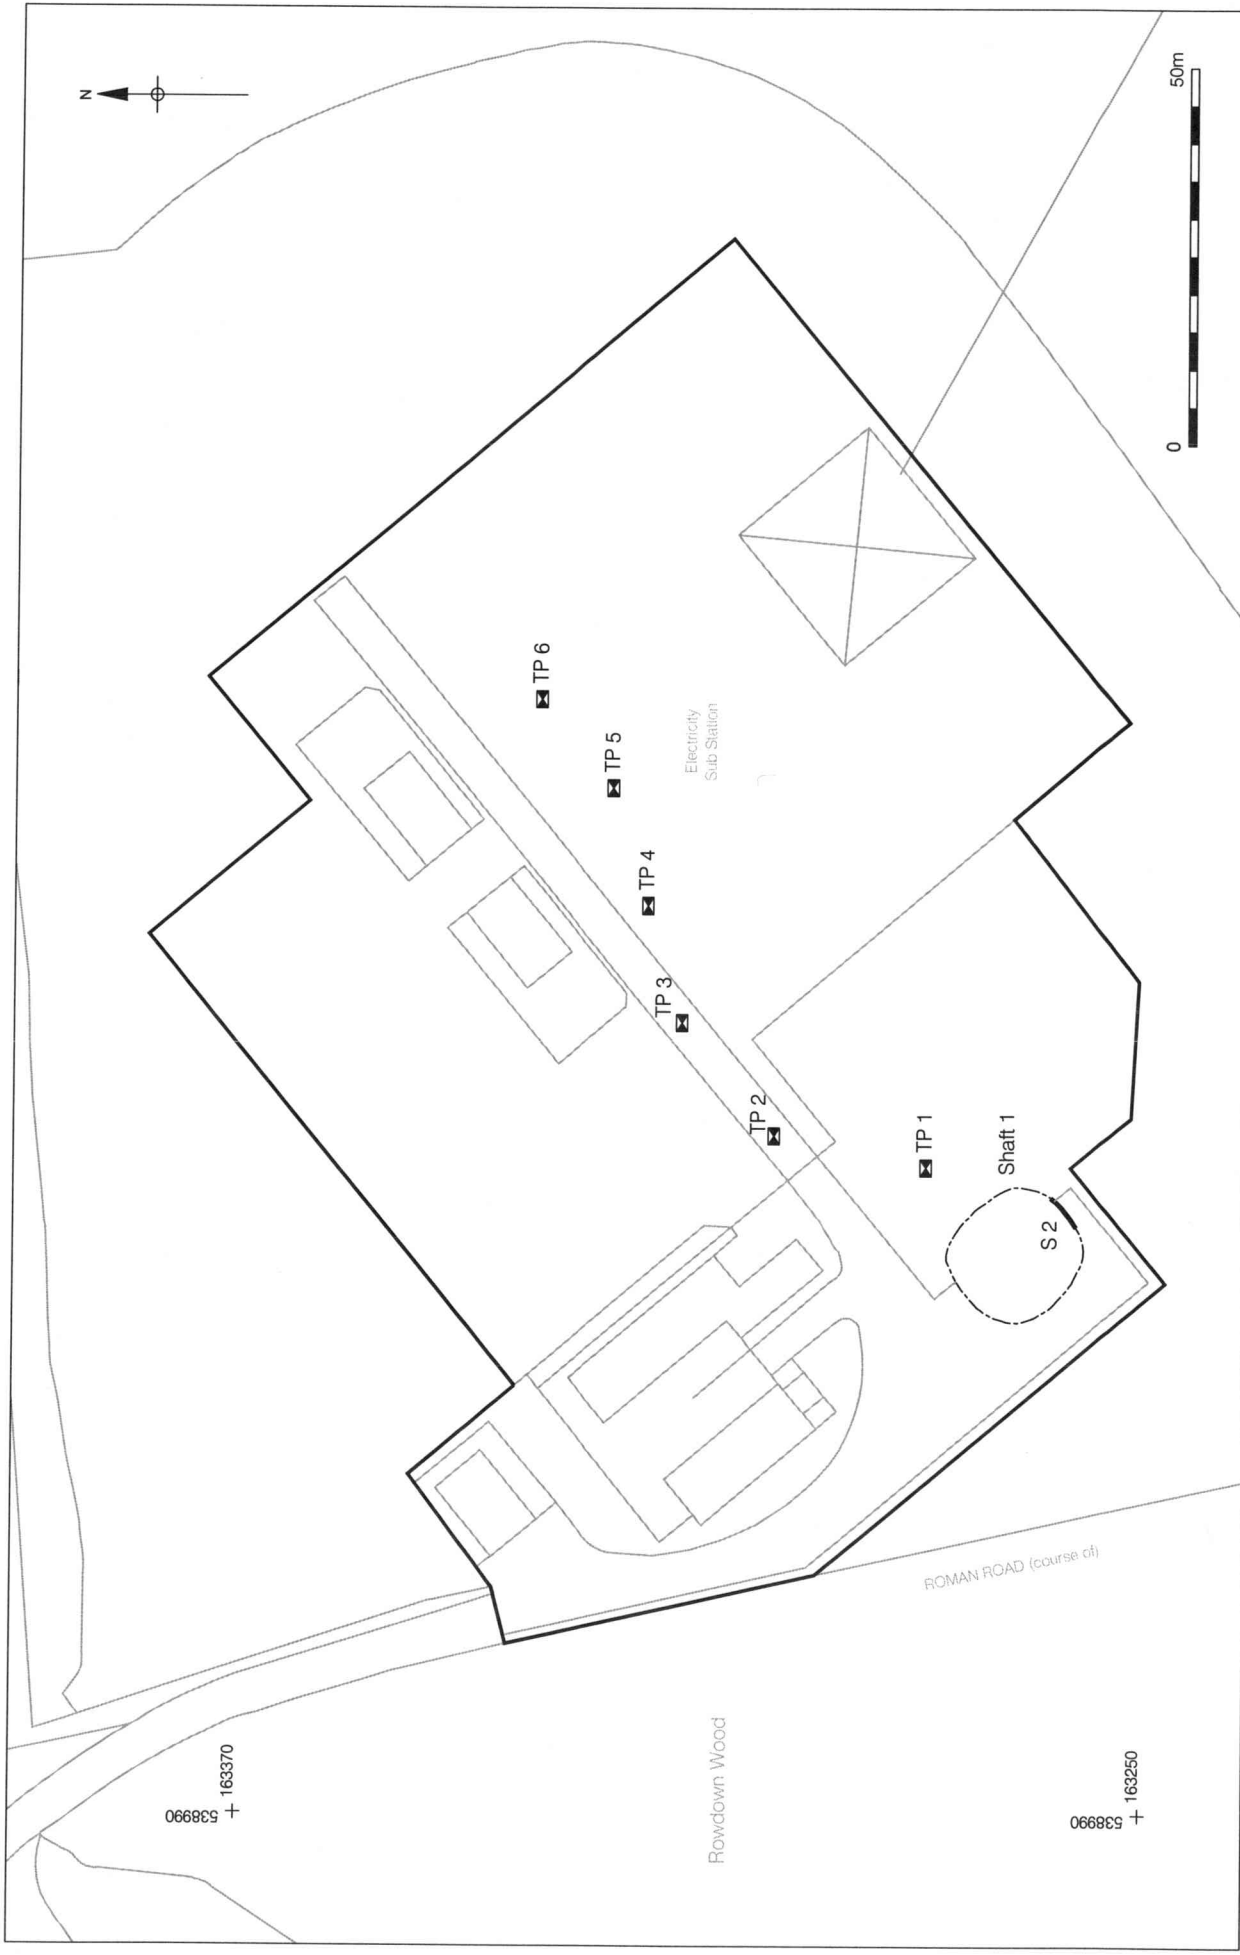 N
50m
0
TP 6
TP 5
Electricity
Sub Station
TP 4
TP 3
TP 2
TP 1
Shaft 1
S 2
ROMAN ROAD (course of)
Rowdown Wood
538990
163370
538990
163250